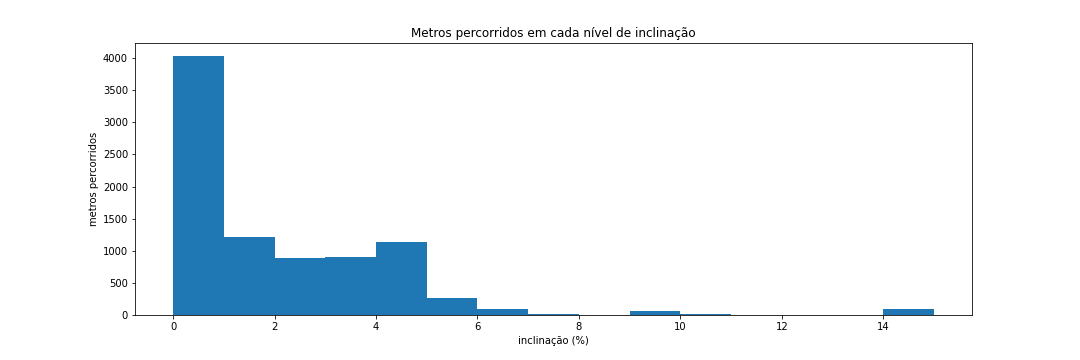 Metros percorridos em cada nível de inclinação
metros percorridos
4000
3500
3000
2500
2000
1500
1000
500
0
0 2 4 6 8 10 12 14
inclinação (%)